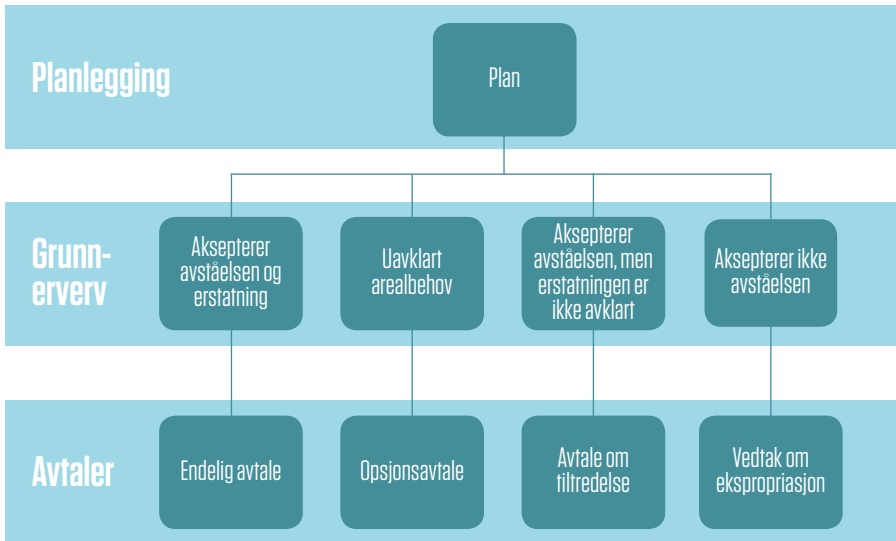 Planlegging
Plan
Grunn-
erverv
Aksepterer
avståelsen og
erstatning
Uavklart
arealbehov
Aksepterer
avståelsen, men
erstatningen er
ikke avklart
Aksepterer ikke
avståelsen
Avtaler
Endelig avtale
Opsjonsavtale
Avtale om
tiltredelse
Vedtak om
ekspropriasjon